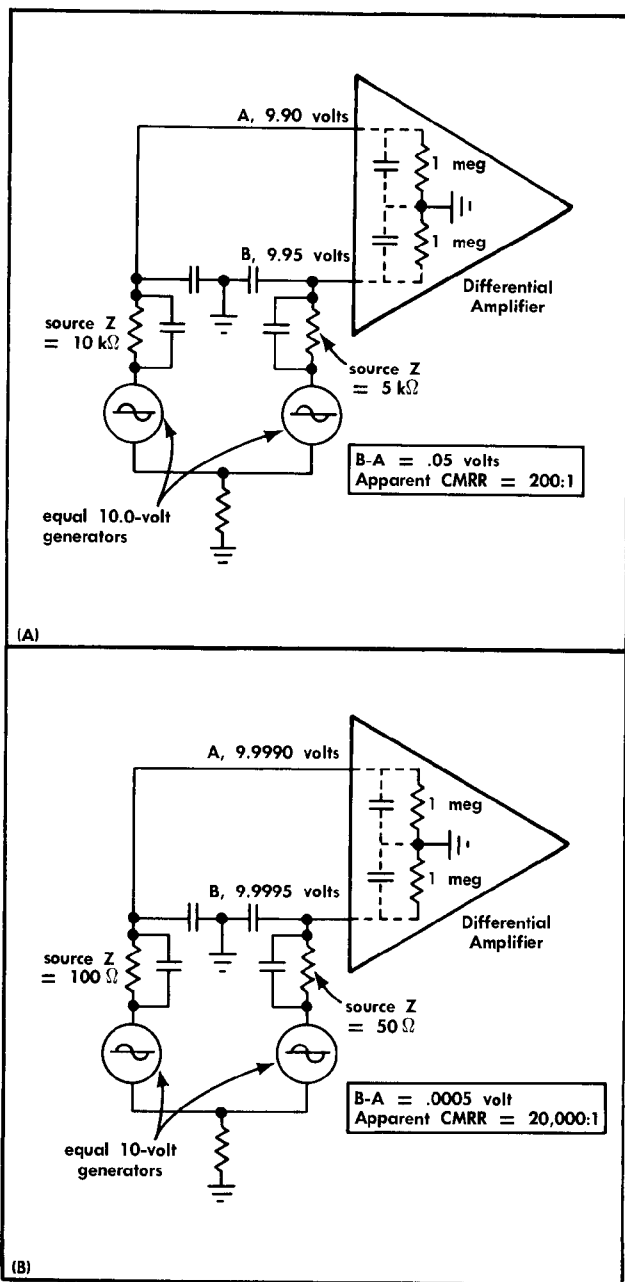 A, 9.90 volts
1 meg
B, 9.95 volts
1 meg
Differential
Amplifier
source Z
= 10 kΩ
source Z
= 5 kΩ
B-A = .05 volts
Apparent CMRR = 200:1
equal 10.0-volt
generators
(A)
A, 9.9990 volts
1 meg
B, 9.9995 volts
1 meg
Differential
Amplifier
source Z
= 100 Ω
source Z
= 50 Ω
B-A = .0005 volt
Apparent CMRR = 20,000:1
equal 10-volt
generators
(B)